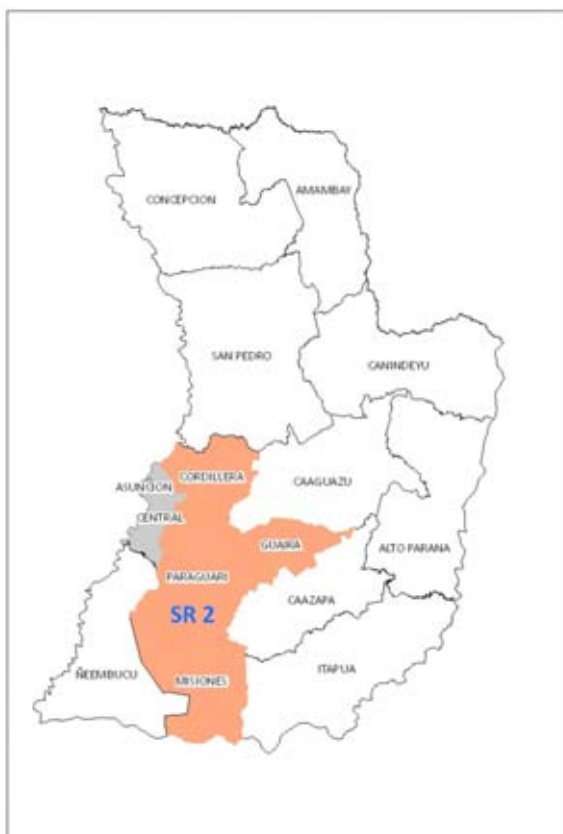 AMAMBAY
CONCEPCION
SAN PEDRO
CANINDEYU
CORDILLERA
ASUNCION
CAAGUAZU
CENTRAL
GUAIRA
ALTO PARANA
PARAGUARI
CAAZAPA
SR 2
ÑEEMBUCU
MISIONES
ITAPUA